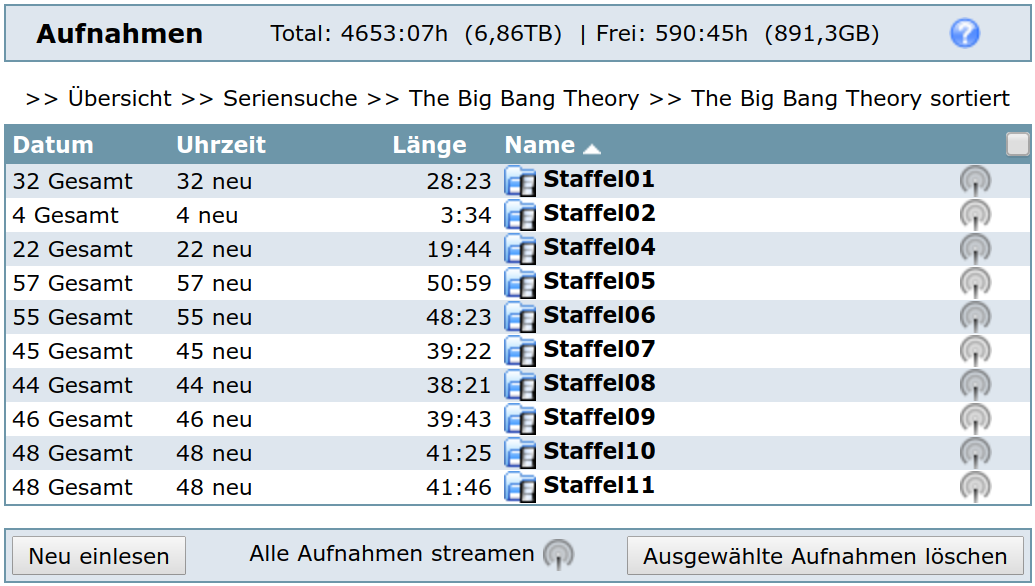 Aufnahmen Total: 4653:07h (6,86TB) | Frei: 590:45h (891,3GB) ?
>> Übersicht >> Seriensuche >> The Big Bang Theory >> The Big Bang Theory sortiert
Datum Uhrzeit Länge Name
32 Gesamt 32 neu 28:23 Staffel01
4 Gesamt 4 neu 3:34 Staffel02
22 Gesamt 22 neu 19:44 Staffel04
57 Gesamt 57 neu 50:59 Staffel05
55 Gesamt 55 neu 48:23 Staffel06
45 Gesamt 45 neu 39:22 Staffel07
44 Gesamt 44 neu 38:21 Staffel08
46 Gesamt 46 neu 39:43 Staffel09
48 Gesamt 48 neu 41:25 Staffel10
48 Gesamt 48 neu 41:46 Staffel11
Neu einlesen Alle Aufnahmen streamen Ausgewählte Aufnahmen löschen